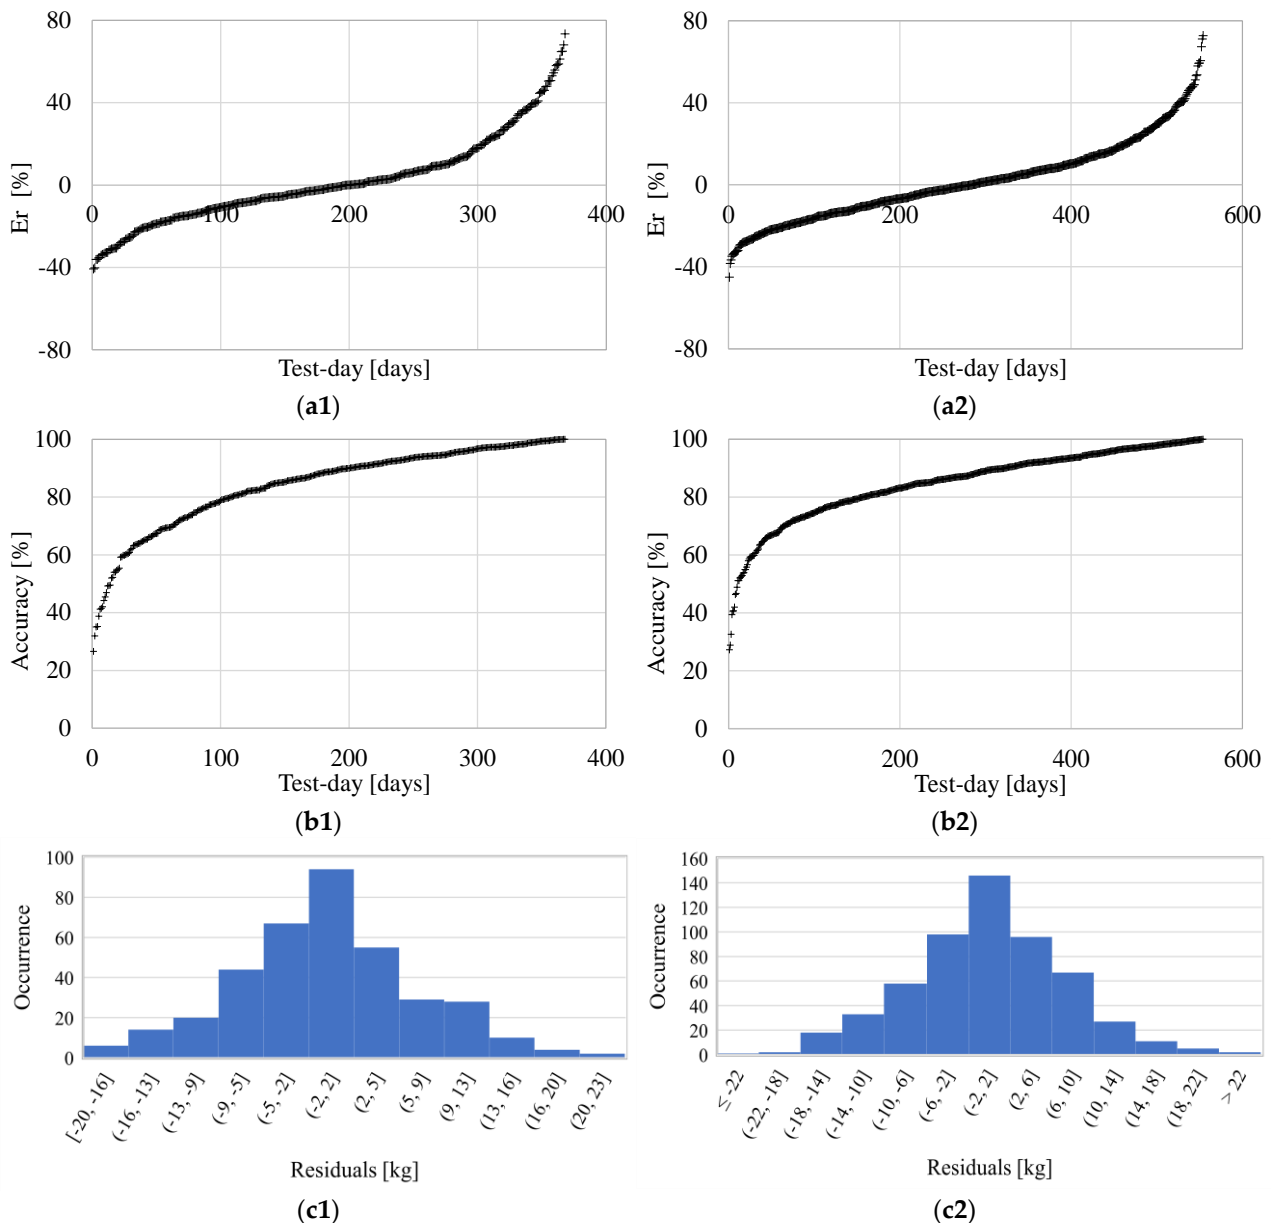 80
40
0
-40
-80
Er [%]
0 100 200 300 400
Test-day [days]
(a1)
80
40
0
-40
-80
Er [%]
0 200 400 600
Test-day [days]
(a2)
100
80
60
40
20
0
Accuracy [%]
0 100 200 300 400
Test-day [days]
(b1)
100
80
60
40
20
0
Accuracy [%]
0 200 400 600
Test-day [days]
(b2)
100
80
60
40
20
0
Occurrence
[-20, -16] (-16, -13] (-13, -9] (-9, -5] (-5, -2] (-2, 2] (2, 5] (5, 9] (9, 13] (13, 16] (16, 20] (20, 23]
Residuals [kg]
(c1)
160
140
120
100
80
60
40
20
0
Occurrence
≤ -22 (-22, -18] (-18, -14] (-14, -10] (-10, -6] (-6, -2] (-2, 2] (2, 6] (6, 10] (10, 14] (14, 18] (18, 22] > 22
Residuals [kg]
(c2)